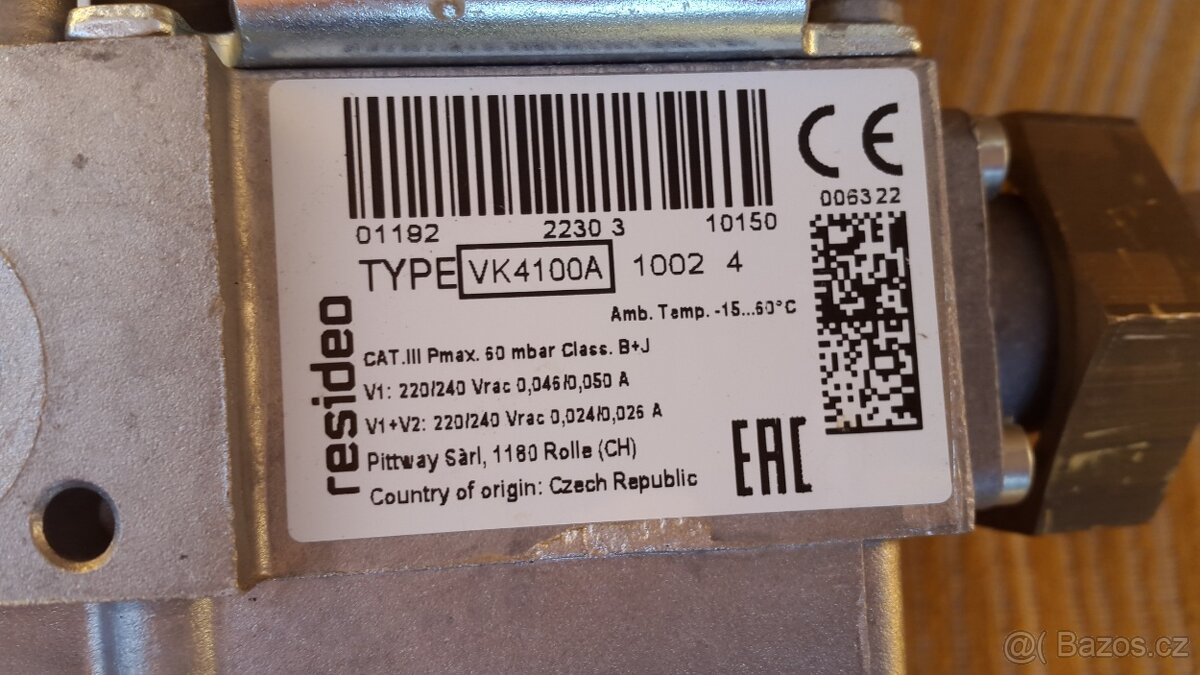 01192 2230 3 10150
CE
006322
TYPE VK4100A 1002 4
Amb. Temp. -15...60°C
resideo
CAT.III Pmax. 60 mbar Class. B+J
V1: 220/240 Vrac 0,046/0,050 A
V1+V2: 220/240 Vrac 0,024/0,026 A
Pittway Sàrl, 1180 Rolle (CH)
Country of origin: Czech Republic
EAC
@( Bazos.cz